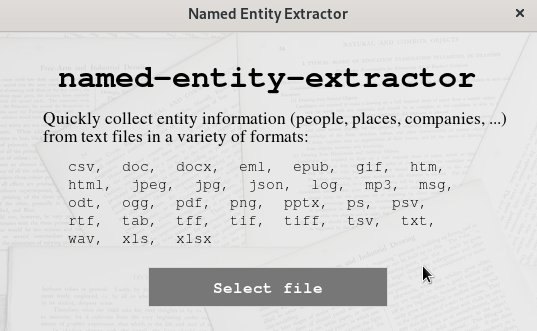 Named Entity Extractor ×
named-entity-extractor
Quickly collect entity information (people, places, companies, ...)
from text files in a variety of formats:
csv, doc, docx, eml, epub, gif, htm,
html, jpeg, jpg, json, log, mp3, msg,
odt, ogg, pdf, png, pptx, ps, psv,
rtf, tab, tff, tif, tiff, tsv, txt,
wav, xls, xlsx
Select file